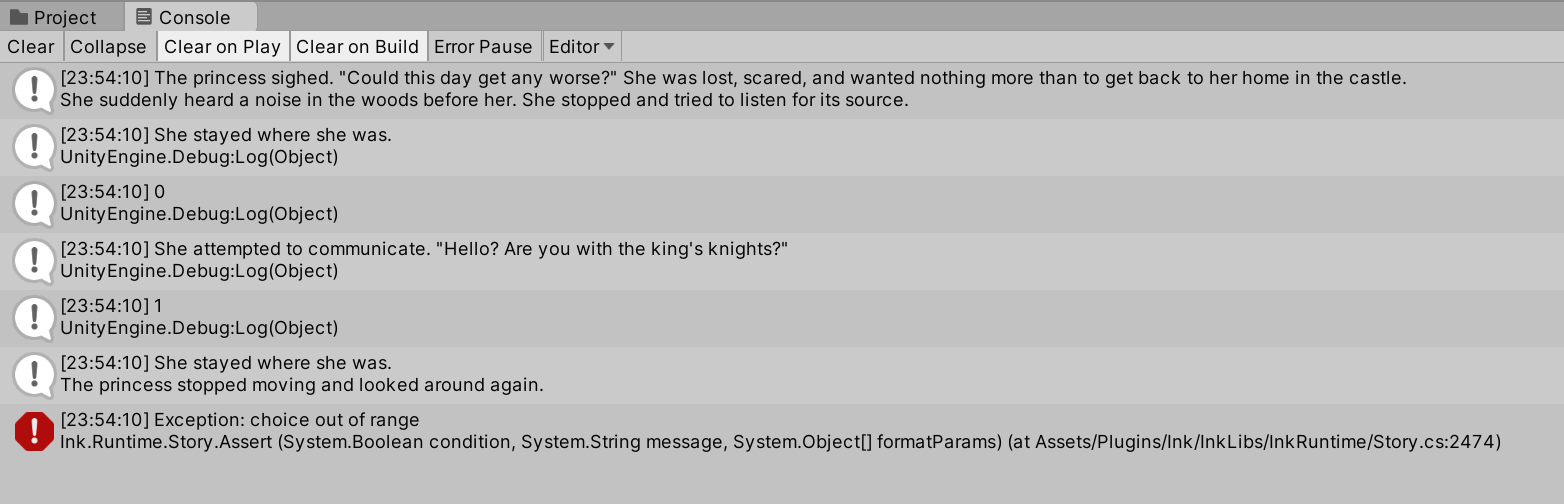 Project Console
Clear Collapse Clear on Play Clear on Build Error Pause Editor
[23:54:10] The princess sighed. "Could this day get any worse?" She was lost, scared, and wanted nothing more than to get back to her home in the castle.
She suddenly heard a noise in the woods before her. She stopped and tried to listen for its source.
[23:54:10] She stayed where she was.
UnityEngine.Debug:Log(Object)
[23:54:10] 0
UnityEngine.Debug:Log(Object)
[23:54:10] She attempted to communicate. "Hello? Are you with the king's knights?"
UnityEngine.Debug:Log(Object)
[23:54:10] 1
UnityEngine.Debug:Log(Object)
[23:54:10] She stayed where she was.
The princess stopped moving and looked around again.
[23:54:10] Exception: choice out of range
Ink.Runtime.Story.Assert (System.Boolean condition, System.String message, System.Object[] formatParams) (at Assets/Plugins/Ink/InkLibs/InkRuntime/Story.cs:2474)